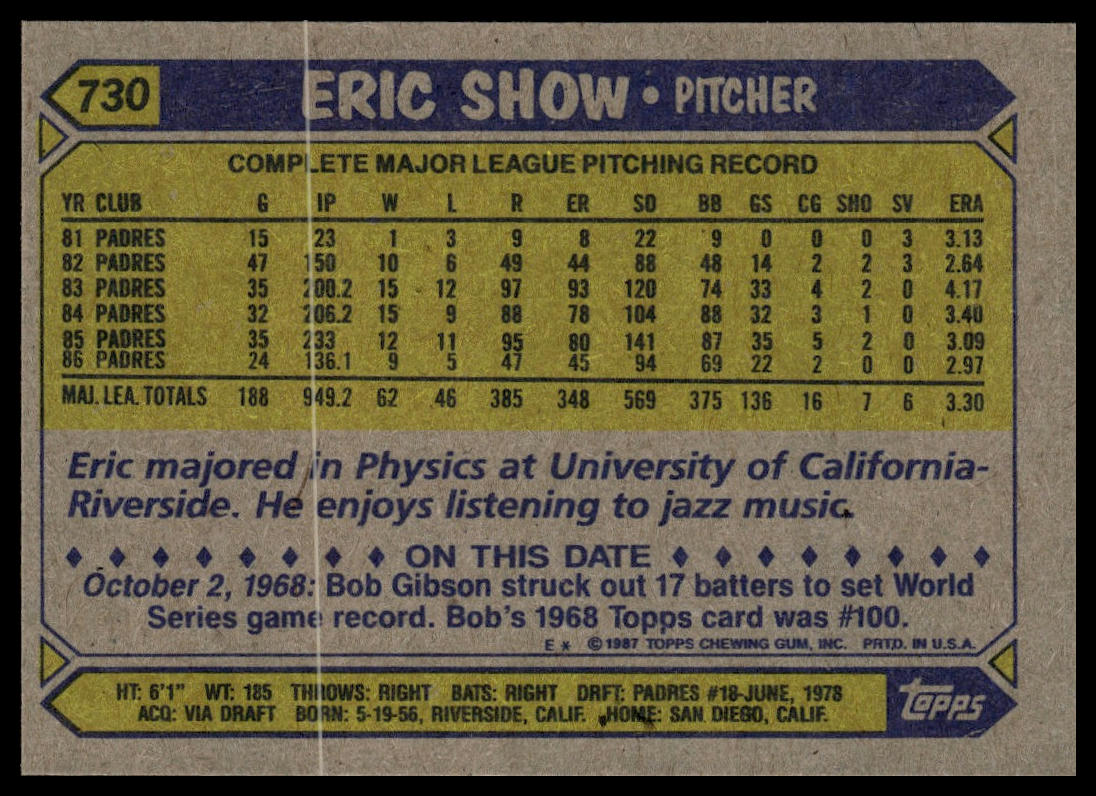 730 ERIC SHOW • PITCHER
COMPLETE MAJOR LEAGUE PITCHING RECORD
YR CLUB G IP W L R ER SO BB GS CG SHO SV ERA
81 PADRES 15 23 1 3 9 8 22 9 0 0 0 3 3.13
82 PADRES 47 150 10 6 49 44 88 48 14 2 2 3 2.64
83 PADRES 35 200.2 15 12 97 93 120 74 33 4 2 0 4.17
84 PADRES 32 206.2 15 9 88 78 104 88 32 3 1 0 3.40
85 PADRES 35 233 12 11 95 80 141 87 35 5 2 0 3.09
86 PADRES 24 136.1 9 5 47 45 94 69 22 2 0 0 2.97
MAJ. LEA. TOTALS 188 949.2 62 46 385 348 569 375 136 16 7 6 3.30
Eric majored in Physics at University of California-
Riverside. He enjoys listening to jazz music.
ON THIS DATE
October 2, 1968: Bob Gibson struck out 17 batters to set World
Series game record. Bob's 1968 Topps card was #100.
E * ©1987 TOPPS CHEWING GUM, INC. PRTD. IN U.S.A.
HT: 6'1" WT: 185 THROWS: RIGHT BATS: RIGHT DRFT: PADRES #18-JUNE, 1978
ACQ: VIA DRAFT BORN: 5-19-56, RIVERSIDE, CALIF. HOME: SAN DIEGO, CALIF.
topps